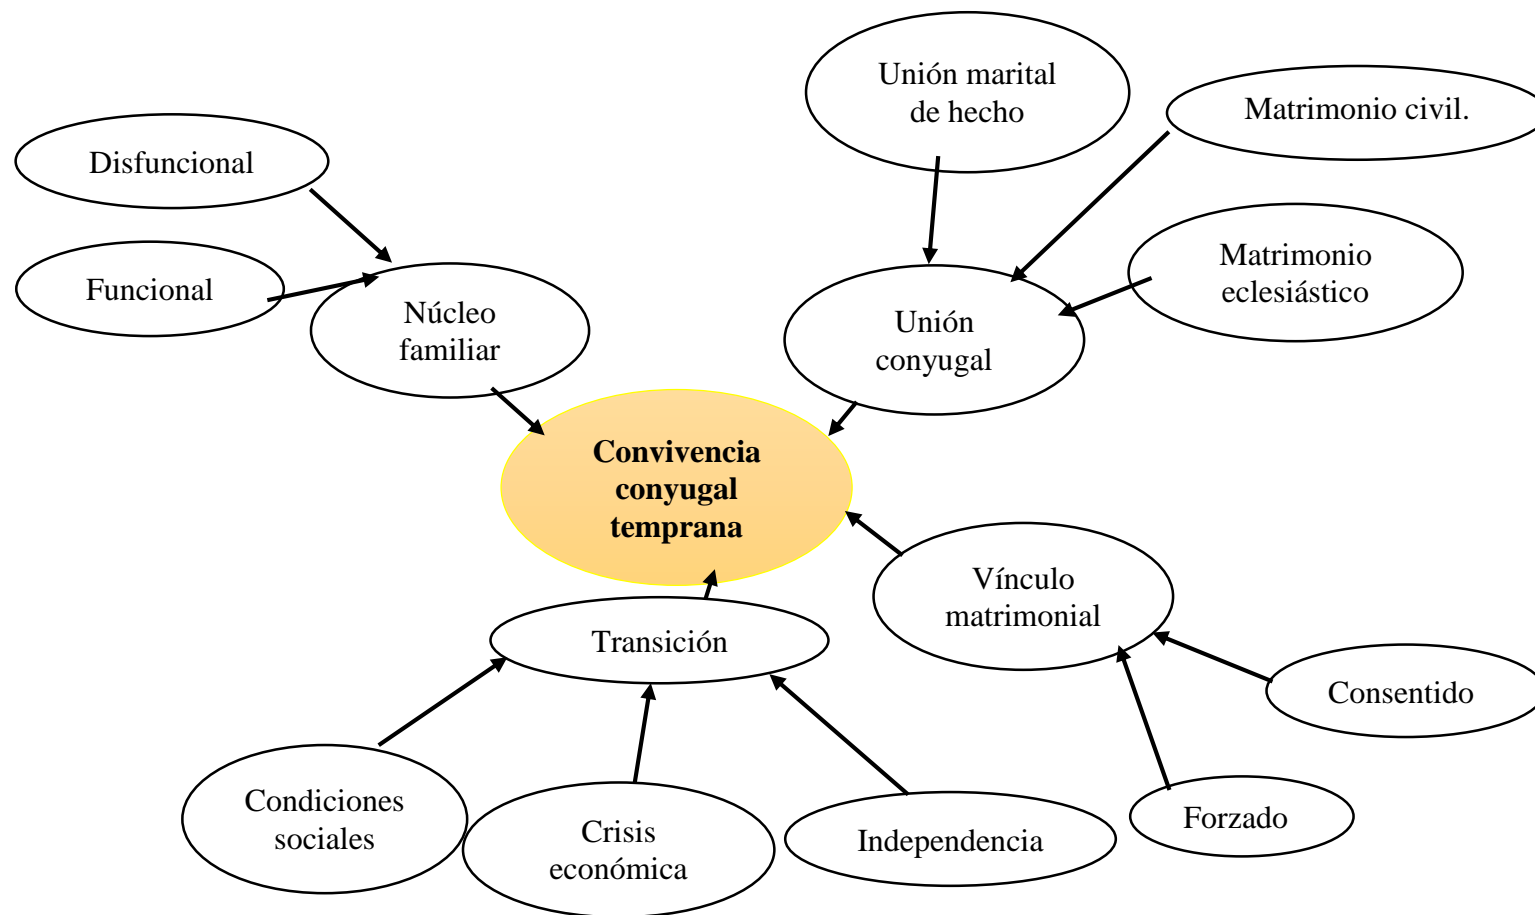 Unión marital
de hecho
Matrimonio civil.
Disfuncional
Matrimonio
eclesiástico
Funcional
Núcleo
familiar
Unión
conyugal
Convivencia
conyugal
temprana
Vínculo
matrimonial
Transición
Consentido
Condiciones
sociales
Crisis
económica
Independencia
Forzado